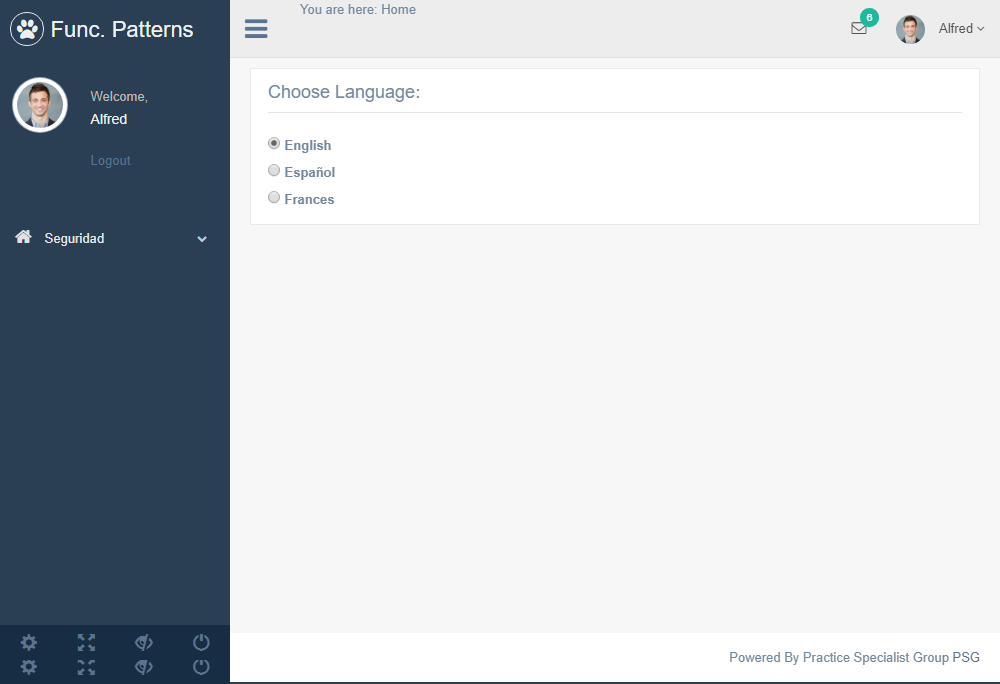 Func. Patterns
You are here: Home
6
Alfred
Welcome,
Alfred
Logout
Seguridad
Choose Language:
English
Español
Frances
Powered By Practice Specialist Group PSG